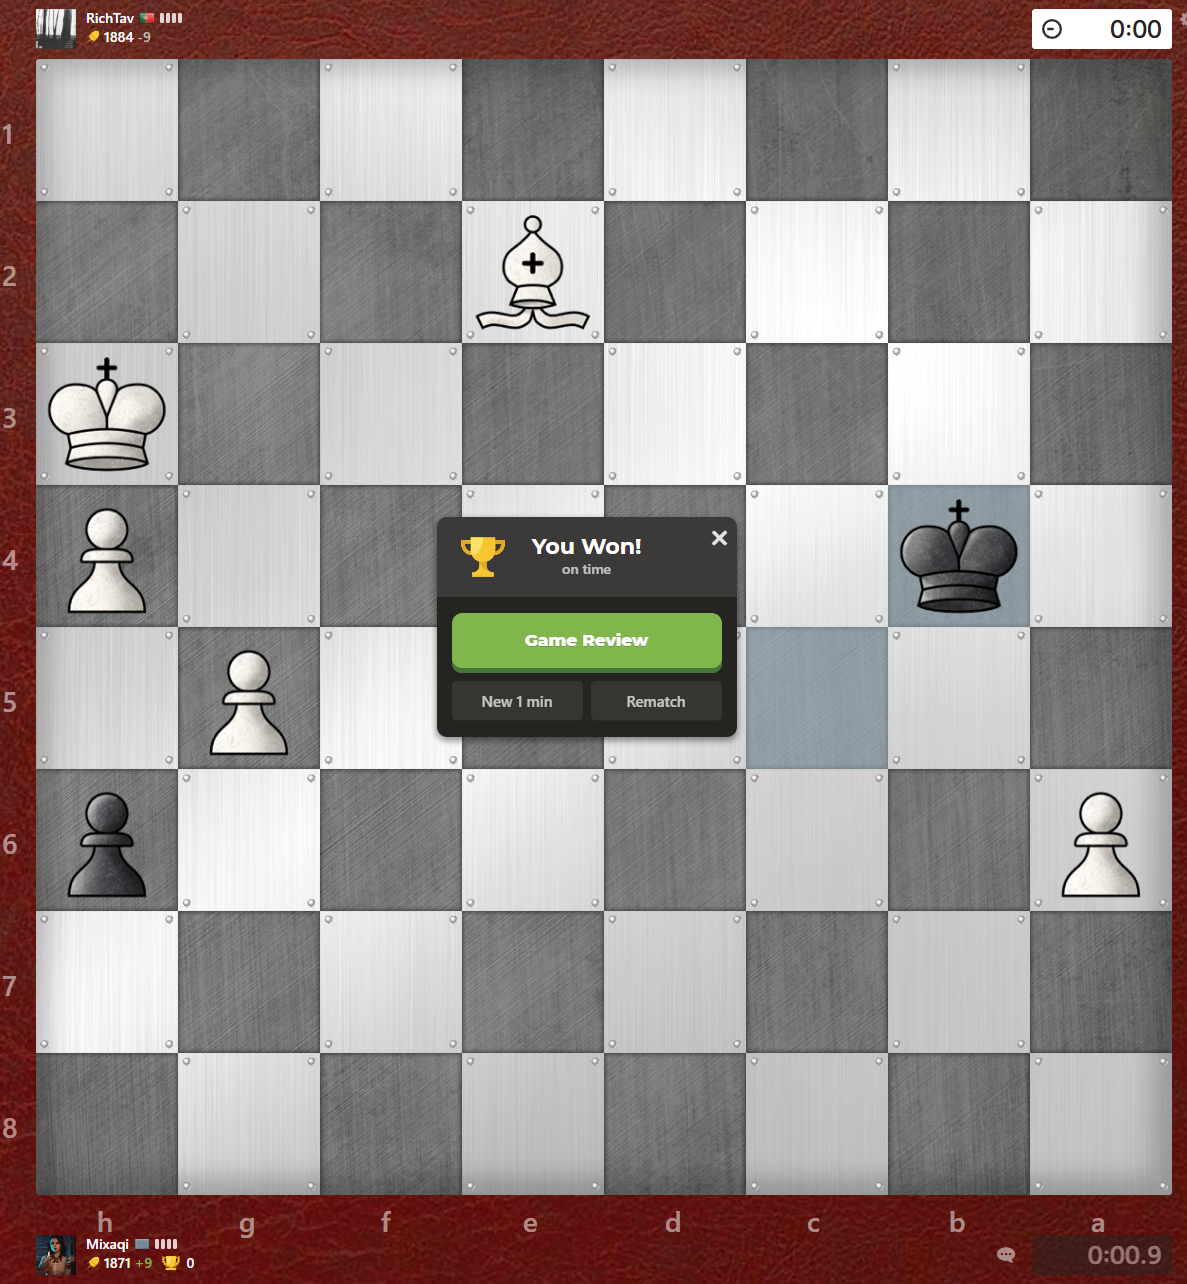 RichTav
1884 -9
0:00
1
2
3
4
5
6
7
8
You Won!
on time
Game Review
New 1 min
Rematch
h g f e d c b a
Mixaqi
1871 +9 0
0:00.9